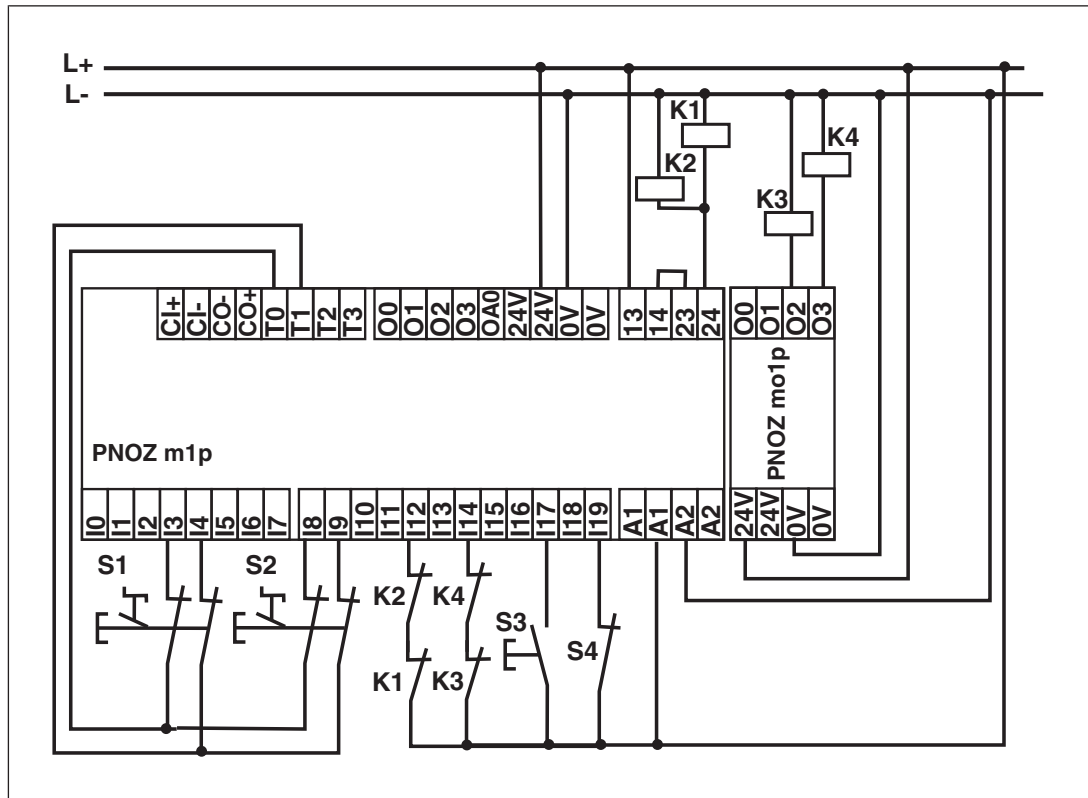 L+
L-
K1
K2
K4
K3
CI+ CI- CO- CO+ T0 T1 T2 T3 O0 O1 O2 O3 OA0 24V 24V 0V 0V 13 14 23 24 O0 O1 O2 O3
PNOZ m1p
PNOZ mo1p
I0 I1 I2 I3 I4 I5 I6 I7 I8 I9 I10 I11 I12 I13 I14 I15 I16 I17 I18 I19 A1 A1 A2 A2 24V 24V 0V 0V
S1 S2
K2 K4
S3
S4
K1 K3